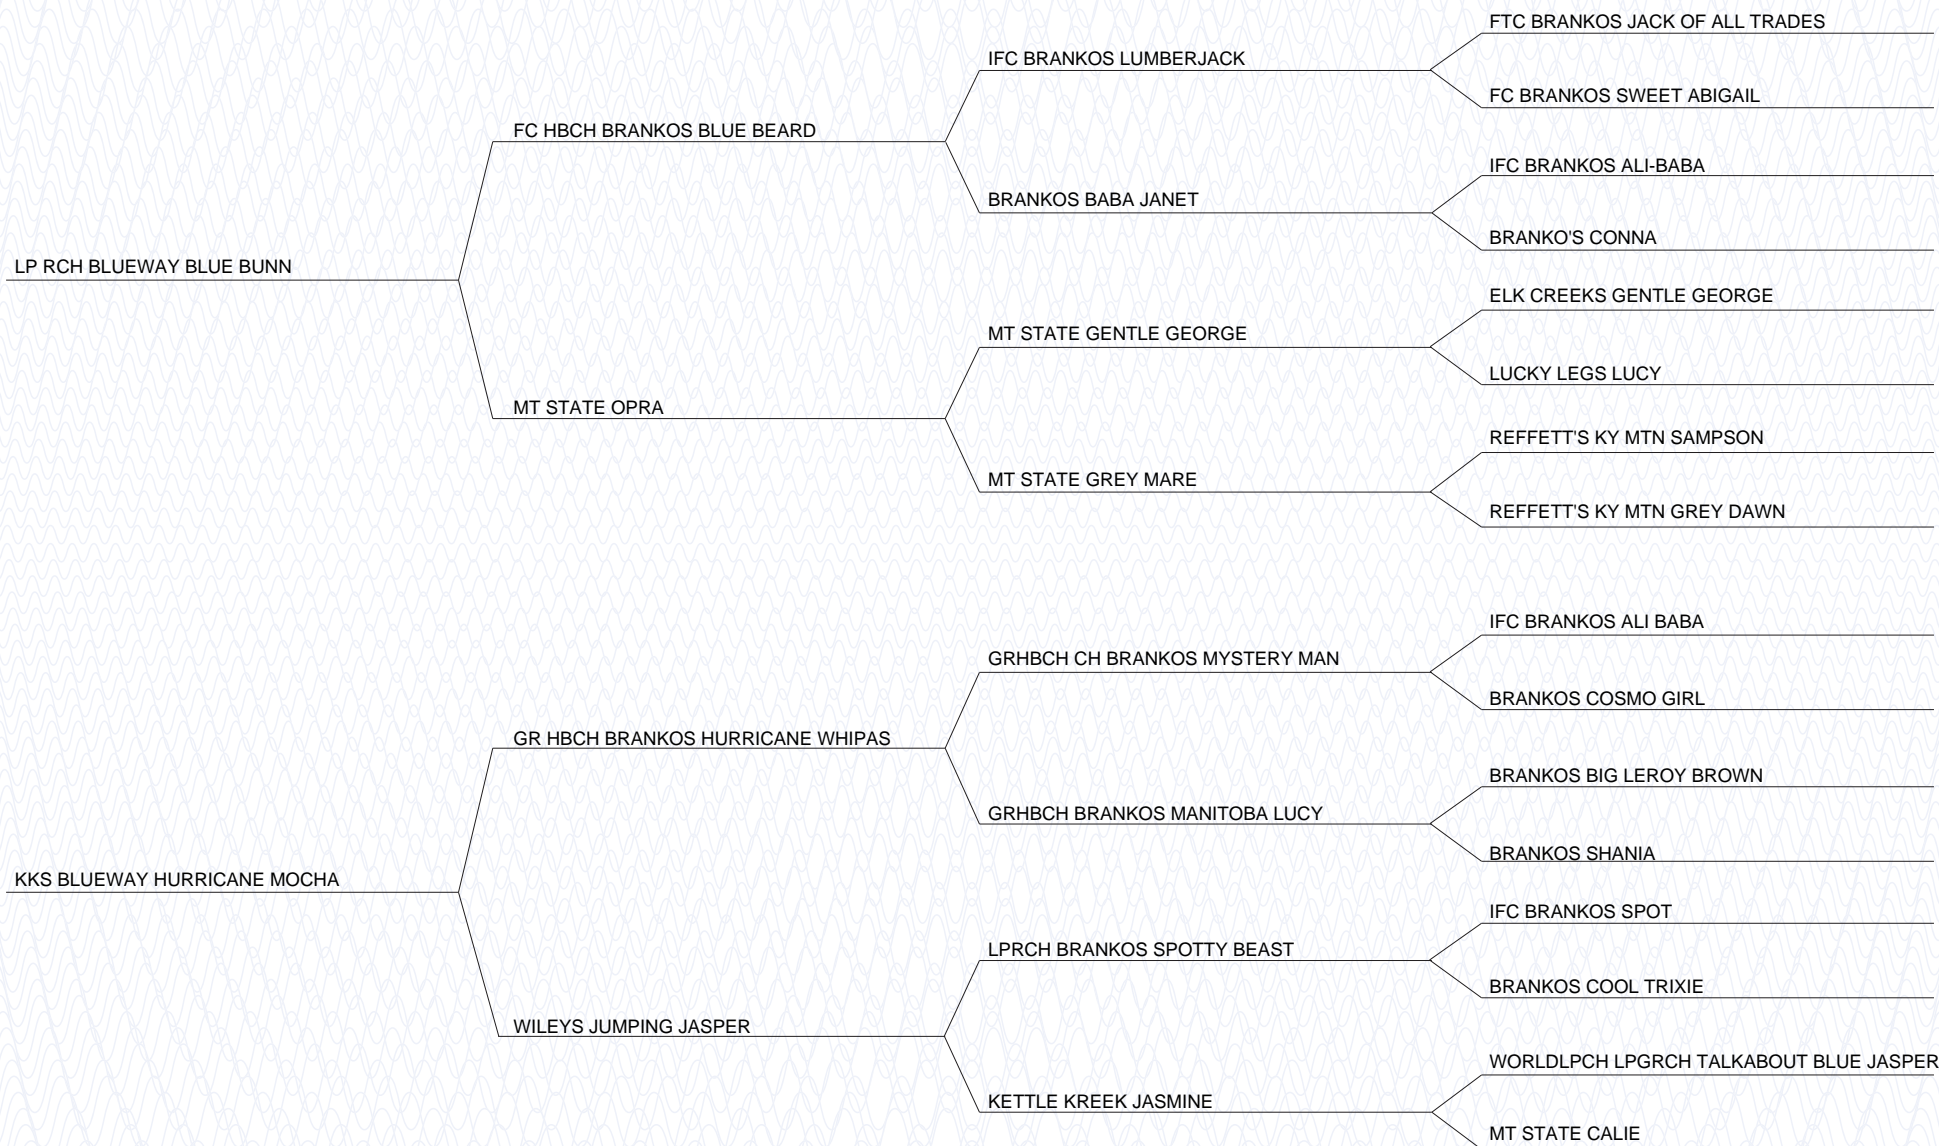 FTC BRANKOS JACK OF ALL TRADES
IFC BRANKOS LUMBERJACK
FC BRANKOS SWEET ABIGAIL
FC HBCH BRANKOS BLUE BEARD
IFC BRANKOS ALI-BABA
BRANKOS BABA JANET
BRANKO'S CONNA
LP RCH BLUEWAY BLUE BUNN
ELK CREEKS GENTLE GEORGE
MT STATE GENTLE GEORGE
LUCKY LEGS LUCY
MT STATE OPRA
REFFETT'S KY MTN SAMPSON
MT STATE GREY MARE
REFFETT'S KY MTN GREY DAWN
IFC BRANKOS ALI BABA
GRHBCH CH BRANKOS MYSTERY MAN
BRANKOS COSMO GIRL
GR HBCH BRANKOS HURRICANE WHIPAS
BRANKOS BIG LEROY BROWN
GRHBCH BRANKOS MANITOBA LUCY
BRANKOS SHANIA
KKS BLUEWAY HURRICANE MOCHA
IFC BRANKOS SPOT
LPRCH BRANKOS SPOTTY BEAST
BRANKOS COOL TRIXIE
WILEYS JUMPING JASPER
WORLDLPCH LPGRCH TALKABOUT BLUE JASPER
KETTLE KREEK JASMINE
MT STATE CALIE